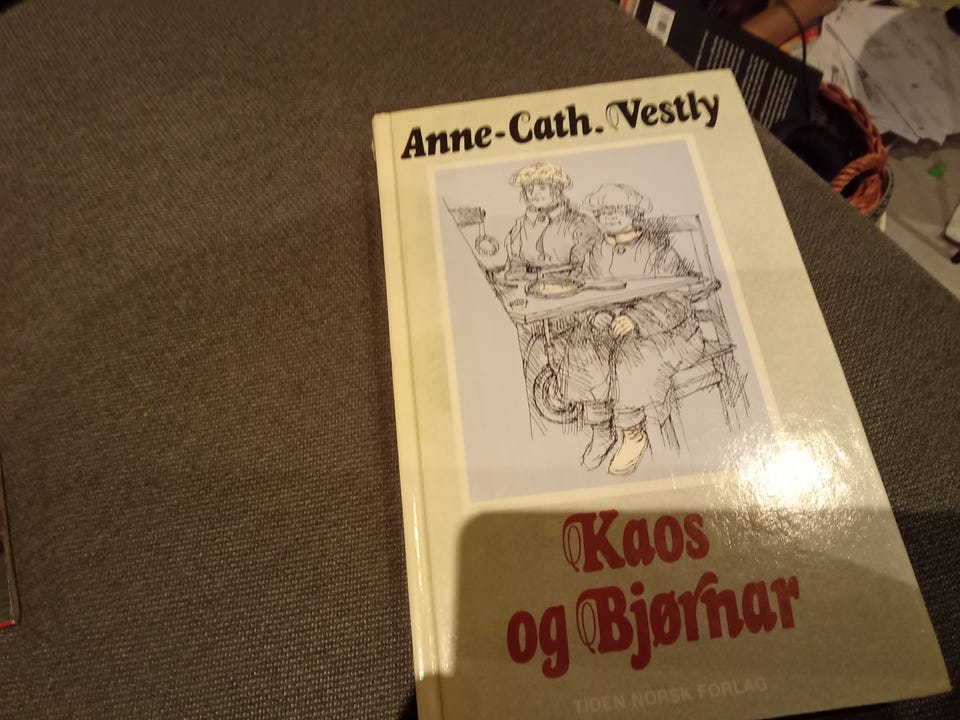 Anne-Cath. Vestly
Kaos
og Bjørnar
TIDEN NORSK FORLAG